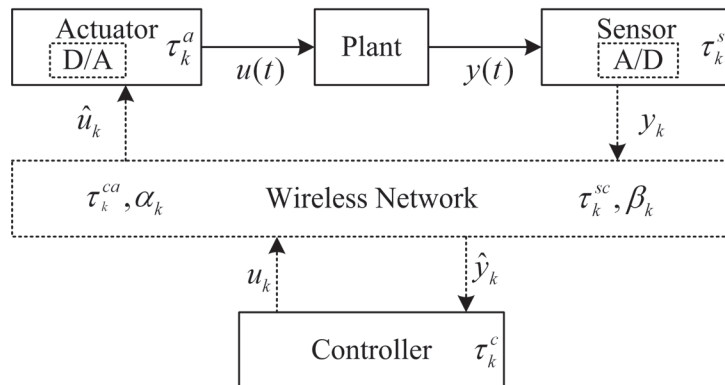 Actuator τ_k^a
D/A
u(t)
Plant
y(t)
Sensor τ_k^s
A/D
û_k
y_k
τ_k^{ca}, α_k Wireless Network τ_k^{sc}, β_k
u_k
ŷ_k
Controller τ_k^c